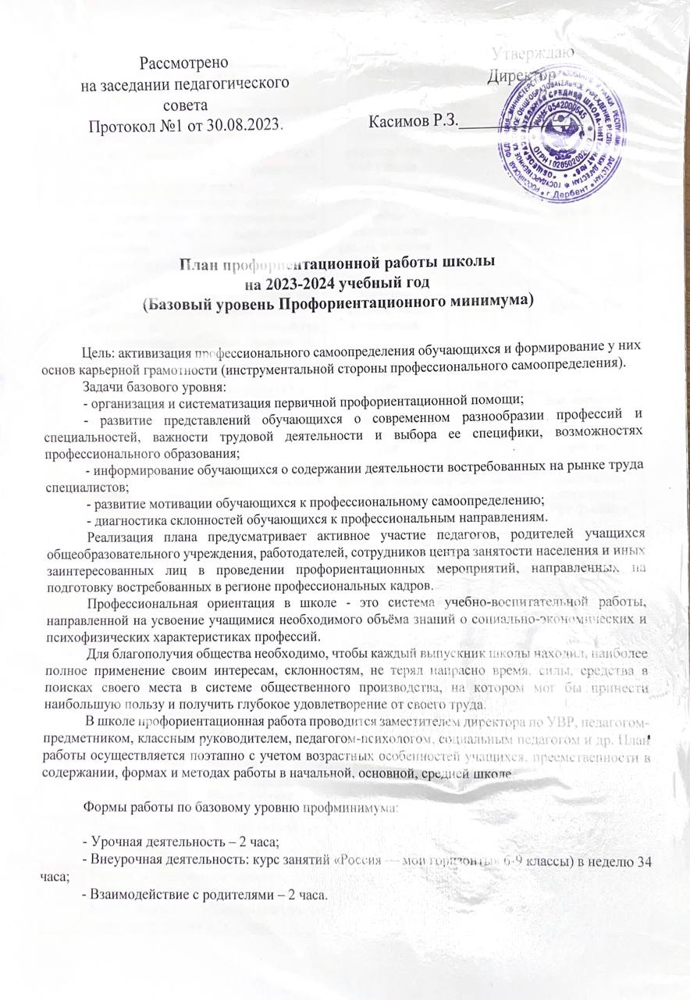 Рассмотрено
на заседании педагогического
совета
Протокол №1 от 30.08.2023.
Утверждаю
Директор
Касимов Р.З.
План профориентационной работы школы
на 2023-2024 учебный год
(Базовый уровень Профориентационного минимума)
Цель: активизация профессионального самоопределения обучающихся и формирование у них
основ карьерной грамотности (инструментальной стороны профессионального самоопределения).
Задачи базового уровня:
- организация и систематизация первичной профориентационной помощи;
- развитие представлений обучающихся о современном разнообразии профессий и
специальностей, важности трудовой деятельности и выбора ее специфики, возможностях
профессионального образования;
- информирование обучающихся о содержании деятельности востребованных на рынке труда
специалистов;
- развитие мотивации обучающихся к профессиональному самоопределению;
- диагностика склонностей обучающихся к профессиональным направлениям.
Реализация плана предусматривает активное участие педагогов, родителей учащихся
общеобразовательного учреждения, работодателей, сотрудников центра занятости населения и иных
заинтересованных лиц в проведении профориентационных мероприятий, направленных на
подготовку востребованных в регионе профессиональных кадров.
Профессиональная ориентация в школе - это система учебно-воспитательной работы,
направленной на усвоение учащимися необходимого объёма знаний о социально-экономических и
психофизических характеристиках профессий.
Для благополучия общества необходимо, чтобы каждый выпускник школы находил, наиболее
полное применение своим интересам, склонностям, не терял напрасно время, силы, средства в
поисках своего места в системе общественного производства, на котором мог бы принести
наибольшую пользу и получить глубокое удовлетворение от своего труда.
В школе профориентационная работа проводится заместителем директора по УВР, педагогом-
предметником, классным руководителем, педагогом-психологом, социальным педагогом и др. План
работы осуществляется поэтапно с учетом возрастных особенностей учащихся, преемственности в
содержании, формах и методах работы в начальной, основной, средней школе.
Формы работы по базовому уровню профминимума:
- Урочная деятельность – 2 часа;
- Внеурочная деятельность: курс занятий «Россия — мои горизонты» 6-9 классы) в неделю 34
часа;
- Взаимодействие с родителями – 2 часа.
ИНН 0542009645
г Дербент